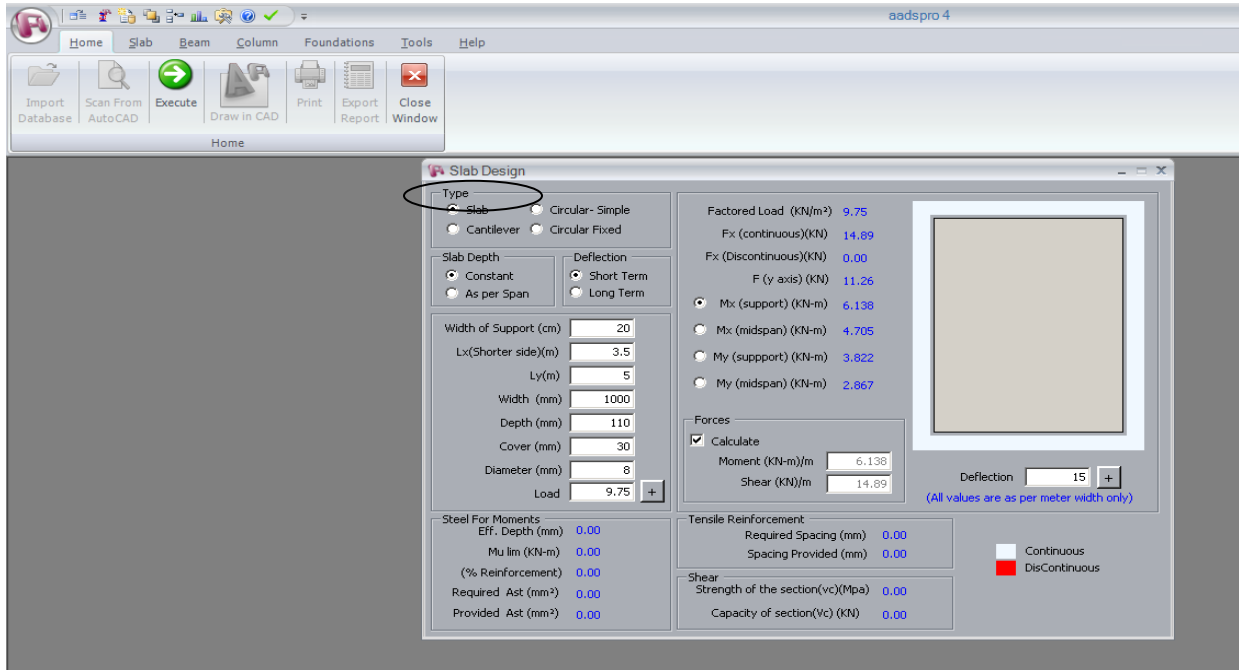 aadspro 4
Home Slab Beam Column Foundations Tools Help
Import Database
Scan From AutoCAD
Execute
Draw in CAD
Print
Export Report
Close Window
Home
Slab Design
Type
Slab
Circular- Simple
Cantilever
Circular Fixed
Slab Depth
Constant
As per Span
Deflection
Short Term
Long Term
Width of Support (cm) 20
Lx(Shorter side)(m) 3.5
Ly(m) 5
Width (mm) 1000
Depth (mm) 110
Cover (mm) 30
Diameter (mm) 8
Load 9.75 +
Steel For Moments
Eff. Depth (mm) 0.00
Mu lim (KN-m) 0.00
(% Reinforcement) 0.00
Required Ast (mm²) 0.00
Provided Ast (mm²) 0.00
Factored Load (KN/m²) 9.75
Fx (continuous)(KN) 14.89
Fx (Discontinuous)(KN) 0.00
F (y axis) (KN) 11.26
Mx (support) (KN-m) 6.138
Mx (midspan) (KN-m) 4.705
My (suppport) (KN-m) 3.822
My (midspan) (KN-m) 2.867
Forces
Calculate
Moment (KN-m)/m 6.138
Shear (KN)/m 14.89
Deflection 15 +
(All values are as per meter width only)
Tensile Reinforcement
Required Spacing (mm) 0.00
Spacing Provided (mm) 0.00
Shear
Strength of the section(vc)(Mpa) 0.00
Capacity of section(Vc) (KN) 0.00
Continuous
DisContinuous